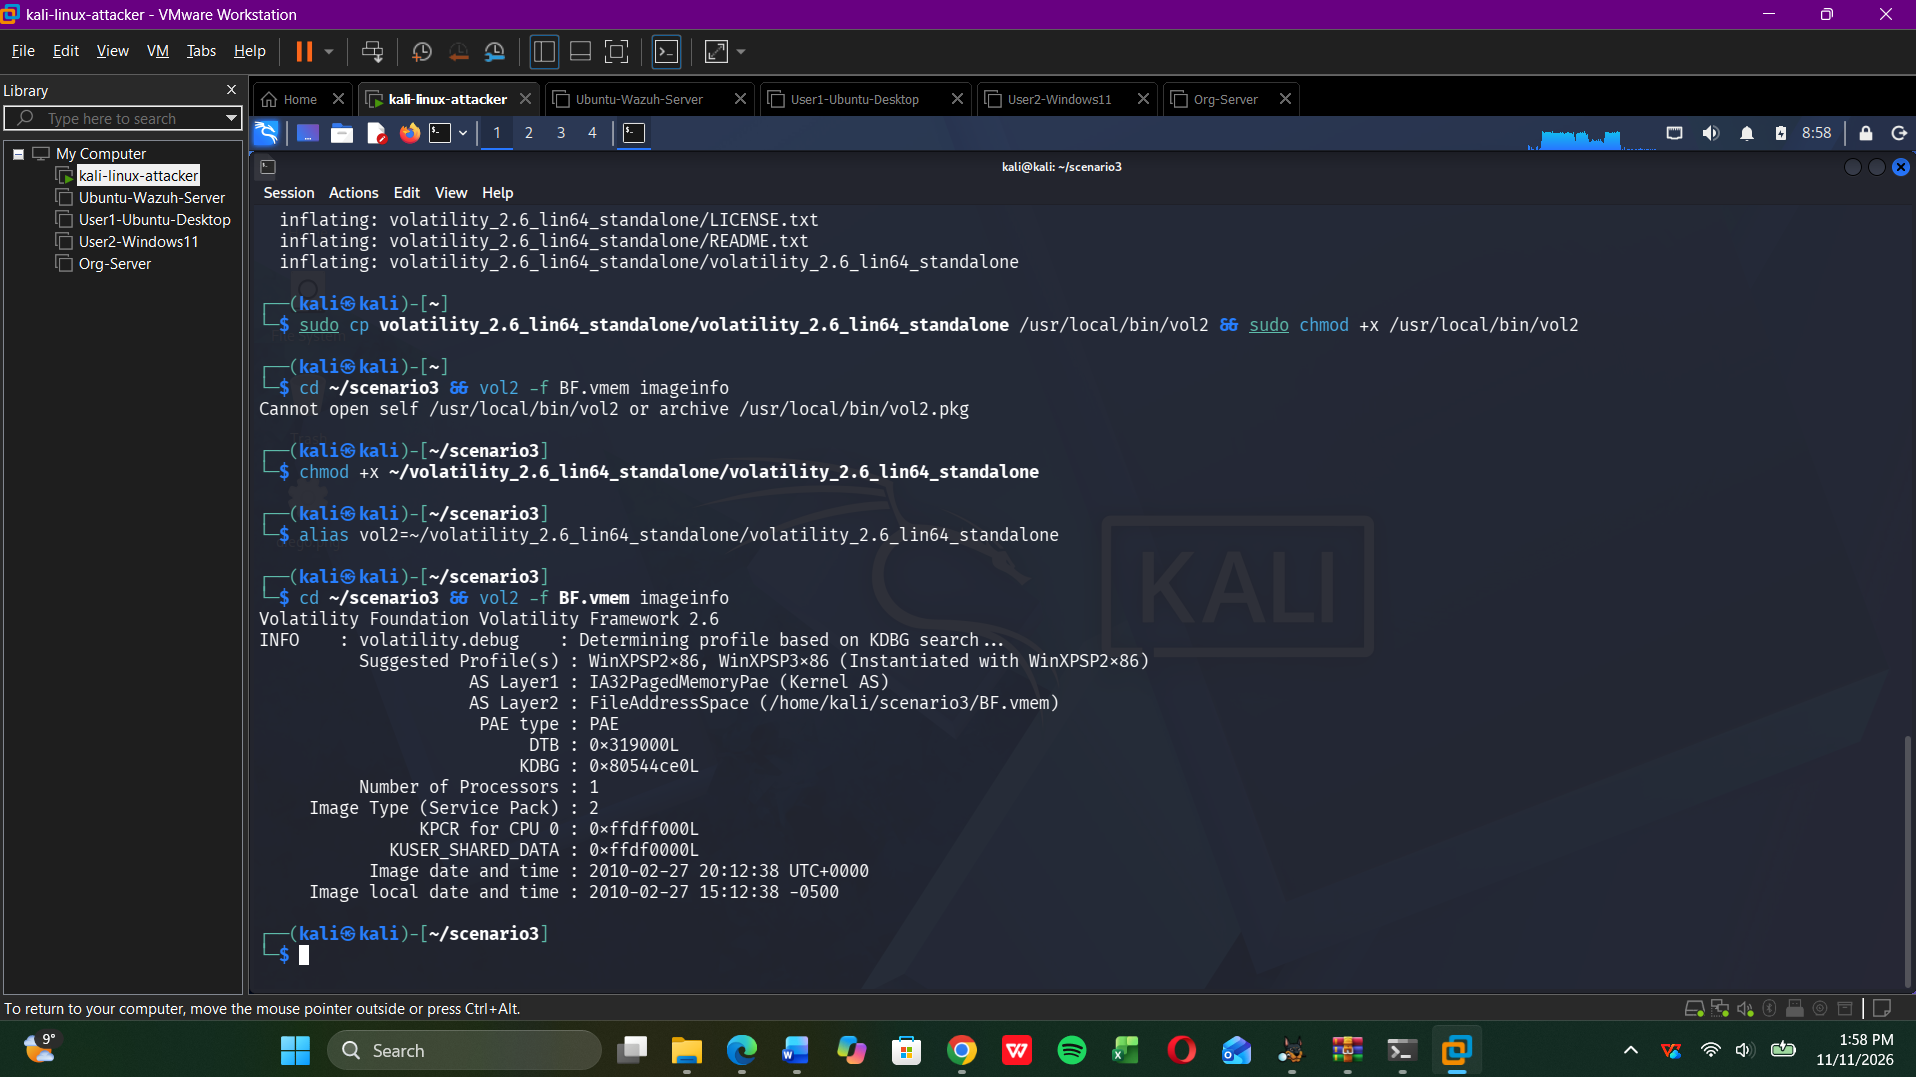 kali-linux-attacker - VMware Workstation
File Edit View VM Tabs Help
Library
Type here to search
My Computer
kali-linux-attacker
Ubuntu-Wazuh-Server
User1-Ubuntu-Desktop
User2-Windows11
Org-Server
Home kali-linux-attacker Ubuntu-Wazuh-Server User1-Ubuntu-Desktop User2-Windows11 Org-Server
1 2 3 4 8:58
kali@kali: ~/scenario3
Session Actions Edit View Help
inflating: volatility_2.6_lin64_standalone/LICENSE.txt
inflating: volatility_2.6_lin64_standalone/README.txt
inflating: volatility_2.6_lin64_standalone/volatility_2.6_lin64_standalone
┌──(kali㉿kali)-[~]
└─$ sudo cp volatility_2.6_lin64_standalone/volatility_2.6_lin64_standalone /usr/local/bin/vol2 && sudo chmod +x /usr/local/bin/vol2
┌──(kali㉿kali)-[~]
└─$ cd ~/scenario3 && vol2 -f BF.vmem imageinfo
Cannot open self /usr/local/bin/vol2 or archive /usr/local/bin/vol2.pkg
┌──(kali㉿kali)-[~/scenario3]
└─$ chmod +x ~/volatility_2.6_lin64_standalone/volatility_2.6_lin64_standalone
┌──(kali㉿kali)-[~/scenario3]
└─$ alias vol2=~/volatility_2.6_lin64_standalone/volatility_2.6_lin64_standalone
┌──(kali㉿kali)-[~/scenario3]
└─$ cd ~/scenario3 && vol2 -f BF.vmem imageinfo
Volatility Foundation Volatility Framework 2.6
INFO    : volatility.debug    : Determining profile based on KDBG search...
Suggested Profile(s) : WinXPSP2x86, WinXPSP3x86 (Instantiated with WinXPSP2x86)
AS Layer1 : IA32PagedMemoryPae (Kernel AS)
AS Layer2 : FileAddressSpace (/home/kali/scenario3/BF.vmem)
PAE type : PAE
DTB : 0x319000L
KDBG : 0x80544ce0L
Number of Processors : 1
Image Type (Service Pack) : 2
KPCR for CPU 0 : 0xffdff000L
KUSER_SHARED_DATA : 0xffdf0000L
Image date and time : 2010-02-27 20:12:38 UTC+0000
Image local date and time : 2010-02-27 15:12:38 -0500
┌──(kali㉿kali)-[~/scenario3]
└─$
KALI
To return to your computer, move the mouse pointer outside or press Ctrl+Alt.
9°
Search
1:58 PM
11/11/2026